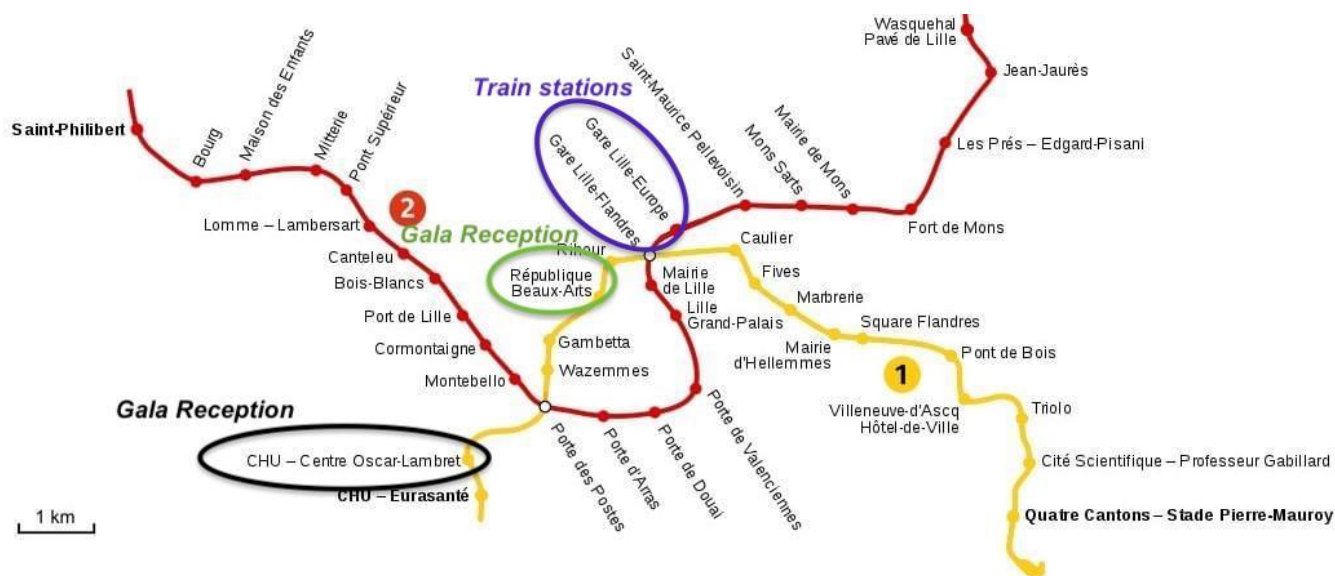 Wasquehal
Pavé de Lille
Jean-Jaurès
Les Prés – Edgard-Pisani
Fort de Mons
Mairie de Mons
Mons Sarts
Saint-Maurice Pellevoisin
Train stations
Gare Lille-Europe
Gare Lille-Flandres
Saint-Philibert
Bourg
Maison des Enfants
Mitterie
Pont Supérieur
Lomme – Lambersart
2
Canteleu
Bois-Blancs
Port de Lille
Cormontaigne
Montebello
Gala Reception
Rihour
République
Beaux-Arts
Gambetta
Wazemmes
Mairie
de Lille
Lille
Grand-Palais
Caulier
Fives
Marbrerie
Mairie
d'Hellemmes
Square Flandres
1
Pont de Bois
Villeneuve-d'Ascq
Hôtel-de-Ville
Triolo
Cité Scientifique – Professeur Gabillard
Quatre Cantons – Stade Pierre-Mauroy
Gala Reception
CHU – Centre Oscar-Lambret
CHU – Eurasanté
Porte des Postes
Porte d'Arras
Porte de Douai
Porte de Valenciennes
1 km